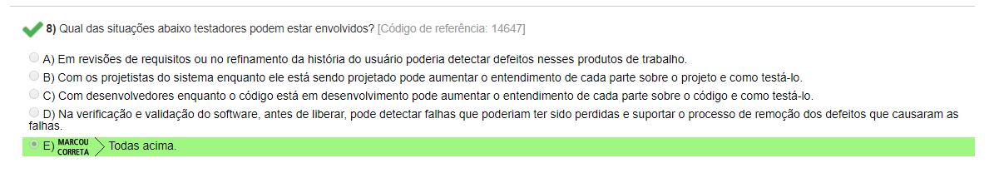 8) Qual das situações abaixo testadores podem estar envolvidos? [Código de referência: 14647]
A) Em revisões de requisitos ou no refinamento da história do usuário poderia detectar defeitos nesses produtos de trabalho.
B) Com os projetistas do sistema enquanto ele está sendo projetado pode aumentar o entendimento de cada parte sobre o projeto e como testá-lo.
C) Com desenvolvedores enquanto o código está em desenvolvimento pode aumentar o entendimento de cada parte sobre o código e como testá-lo.
D) Na verificação e validação do software, antes de liberar, pode detectar falhas que poderiam ter sido perdidas e suportar o processo de remoção dos defeitos que causaram as
falhas.
E) MARCOU CORRETA Todas acima.